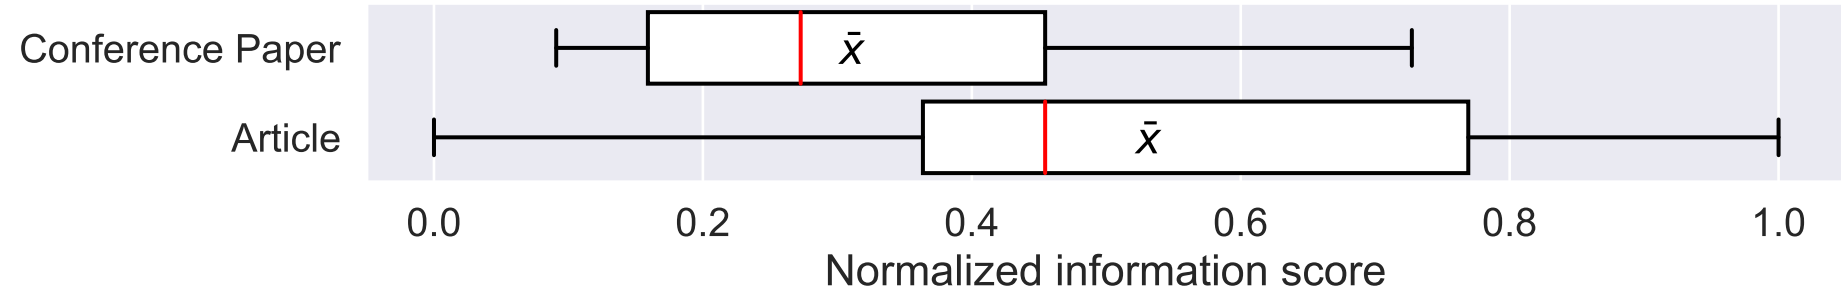 Conference Paper
x̄
Article
x̄
0.0 0.2 0.4 0.6 0.8 1.0
Normalized information score